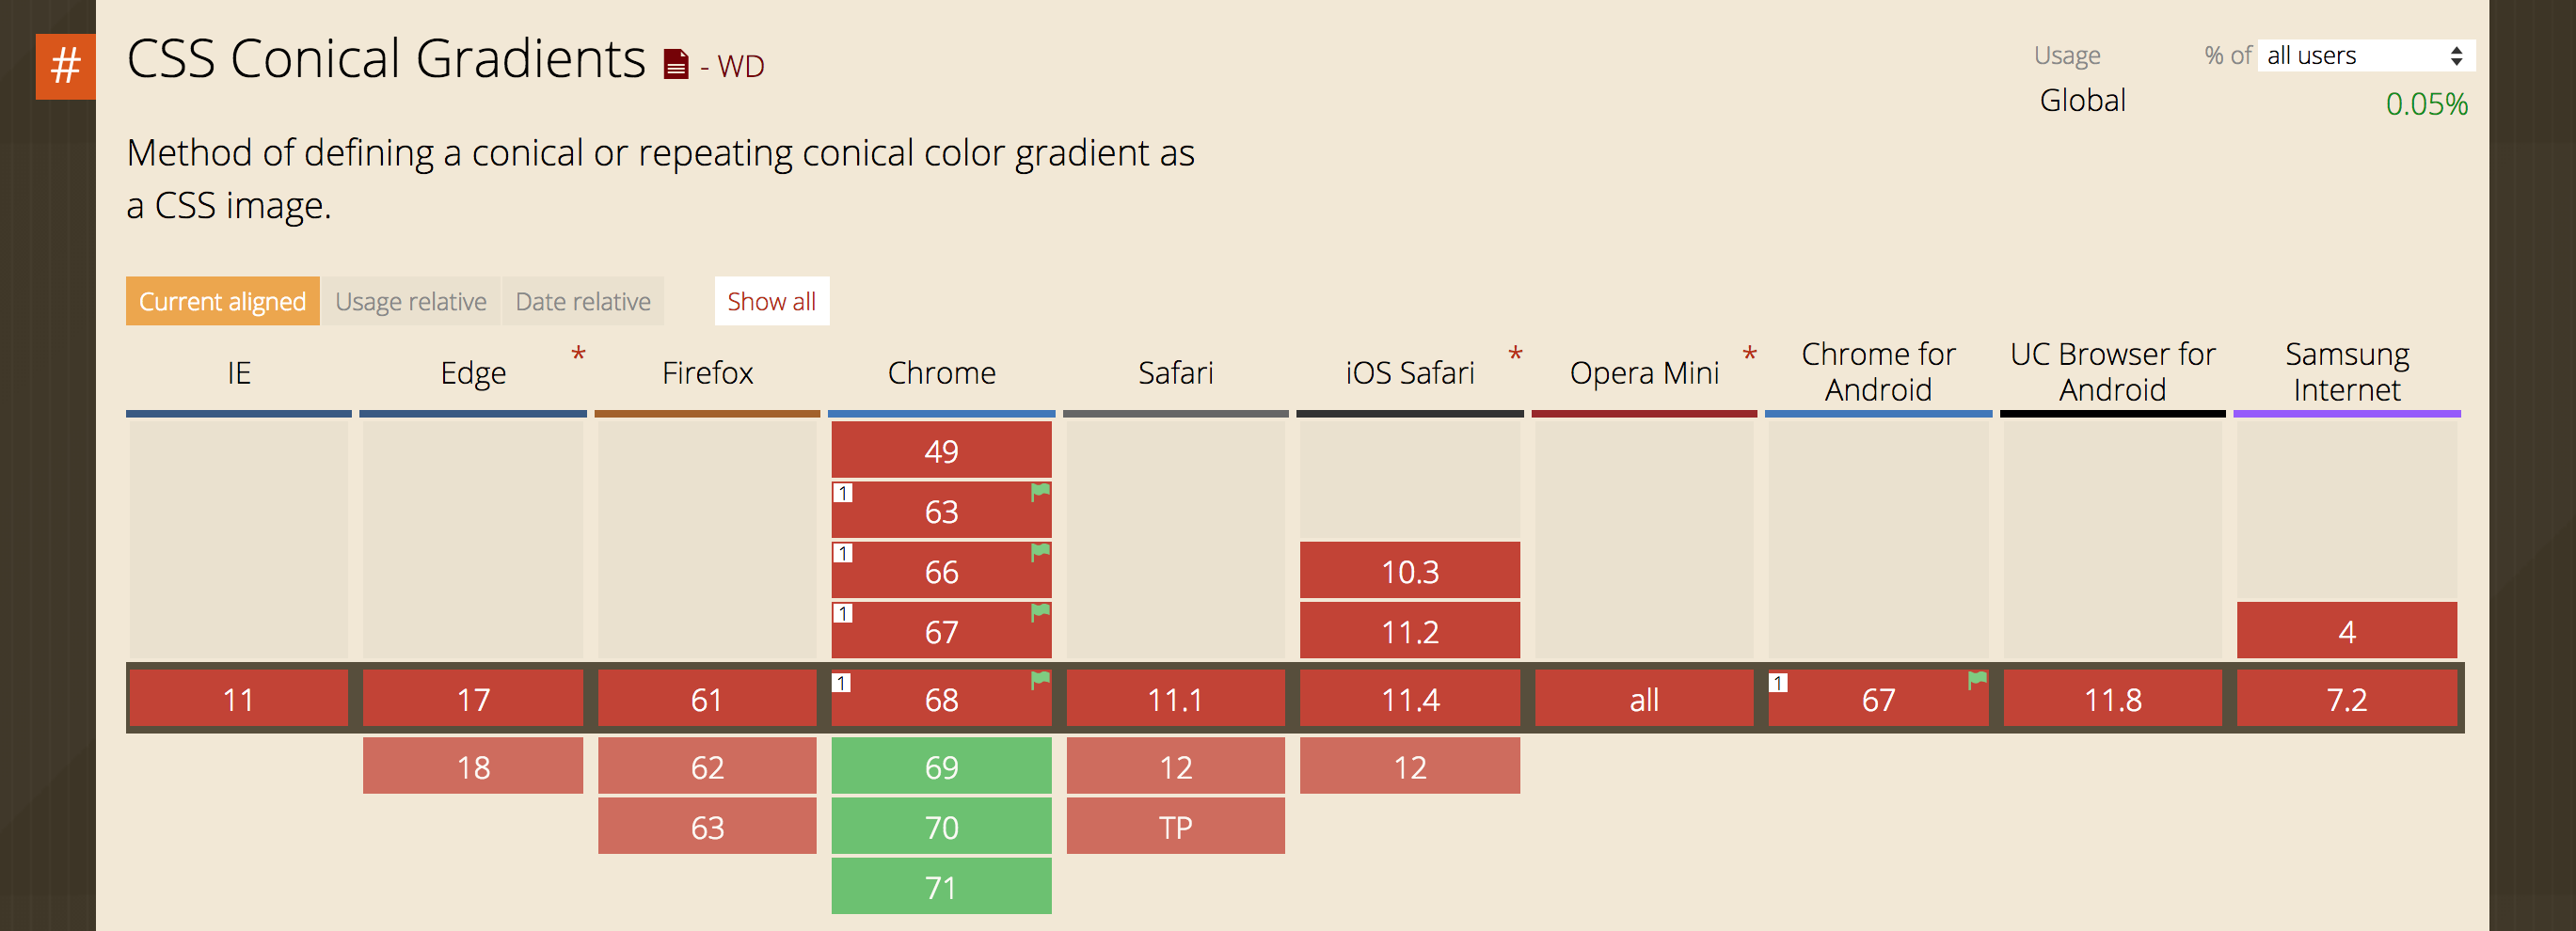 #
CSS Conical Gradients - WD
Usage % of all users
Global 0.05%
Method of defining a conical or repeating conical color gradient as
a CSS image.
Current aligned Usage relative Date relative Show all
IE Edge * Firefox Chrome Safari iOS Safari * Opera Mini * Chrome for Android UC Browser for Android Samsung Internet
49
1 63
1 66 10.3
1 67 11.2 4
11 17 61 1 68 11.1 11.4 all 1 67 11.8 7.2
18 62 69 12 12
63 70 TP
71